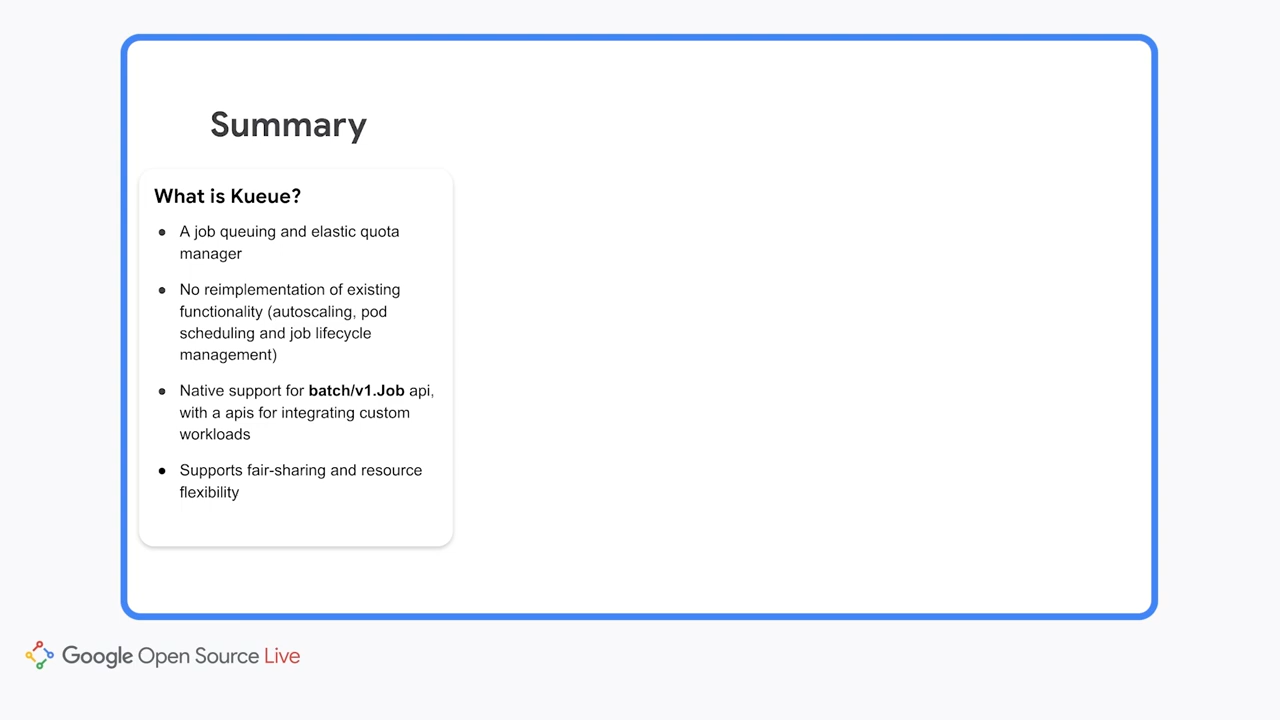 Summary
What is Kueue?
● A job queuing and elastic quota
manager
● No reimplementation of existing
functionality (autoscaling, pod
scheduling and job lifecycle
management)
● Native support for batch/v1.Job api,
with a apis for integrating custom
workloads
● Supports fair-sharing and resource
flexibility
Google Open Source Live